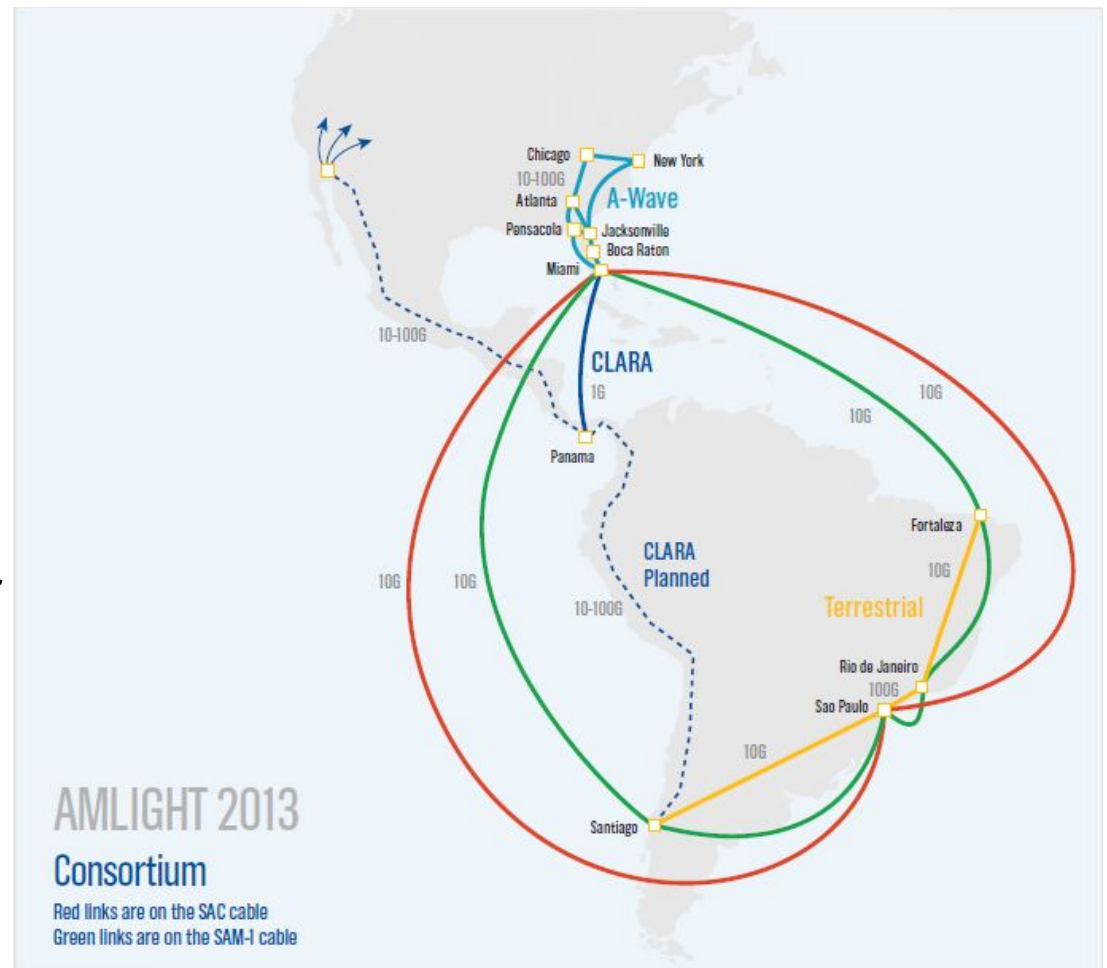 Chicago
New York
10-100G
Atlanta
A-Wave
Pensacola
Jacksonville
Boca Raton
Miami
10-100G
CLARA
1G
10G
10G
Panama
Fortaleza
CLARA
Planned
10G
10G
10G
10-100G
Terrestrial
Rio de Janeiro
100G
Sao Paulo
10G
Santiago
AMLIGHT 2013
Consortium
Red links are on the SAC cable
Green links are on the SAM-1 cable